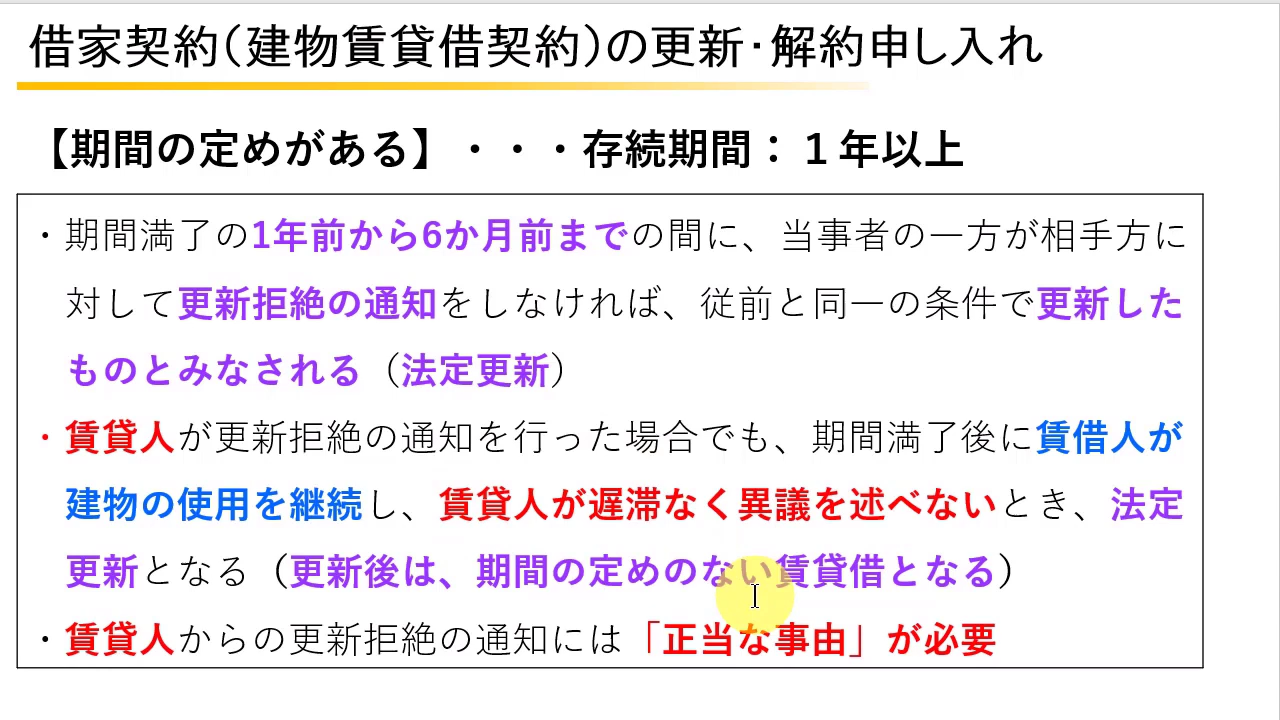 借家契約(建物賃貸借契約)の更新・解約申し入れ
【期間の定めがある】・・・存続期間：１年以上
・期間満了の1年前から6か月前までの間に、当事者の一方が相手方に
対して更新拒絶の通知をしなければ、従前と同一の条件で更新した
ものとみなされる（法定更新）
・賃貸人が更新拒絶の通知を行った場合でも、期間満了後に賃借人が
建物の使用を継続し、賃貸人が遅滞なく異議を述べないとき、法定
更新となる（更新後は、期間の定めのない賃貸借となる）
・賃貸人からの更新拒絶の通知には「正当な事由」が必要